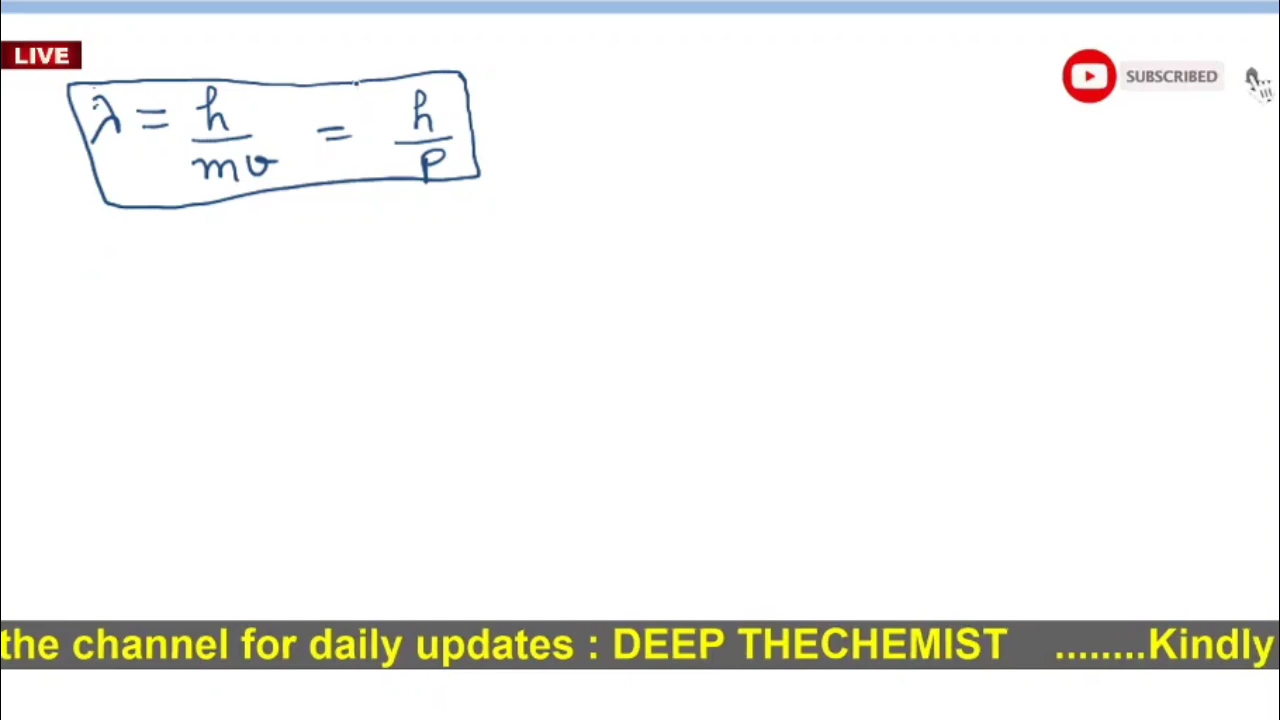 LIVE
SUBSCRIBED
λ = h/mv = h/p
the channel for daily updates : DEEP THECHEMIST ........Kindly